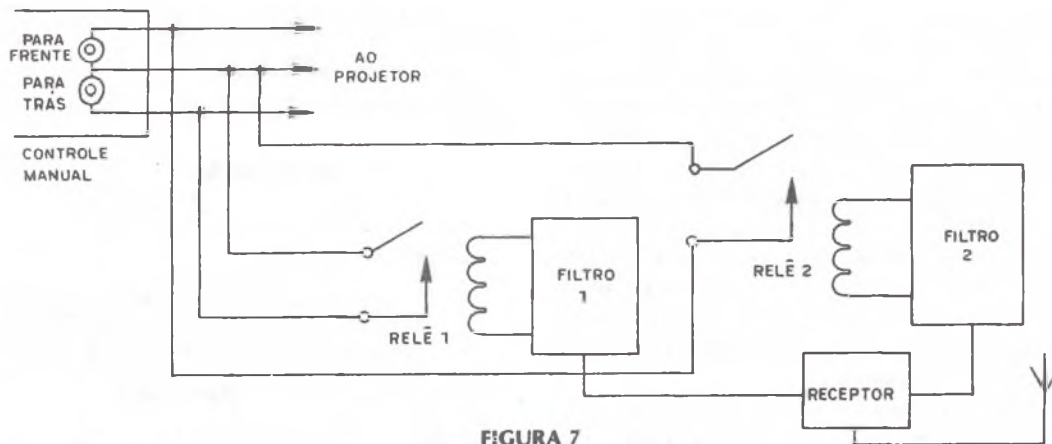 PARA
FRENTE
PARA
TRÁS
CONTROLE
MANUAL
AO
PROJETOR
RELÊ 1
FILTRO
1
RELÊ 2
FILTRO
2
RECEPTOR
FIGURA 7